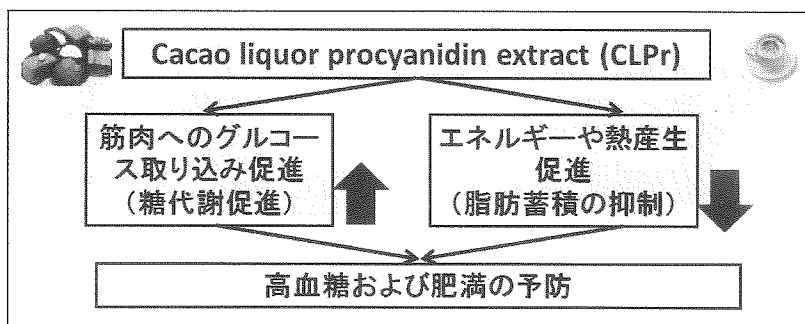 Cacao liquor procyanidin extract (CLPr)
筋肉へのグルコー
ス取り込み促進
（糖代謝促進）
エネルギーや熱産生
促進
（脂肪蓄積の抑制）
高血糖および肥満の予防